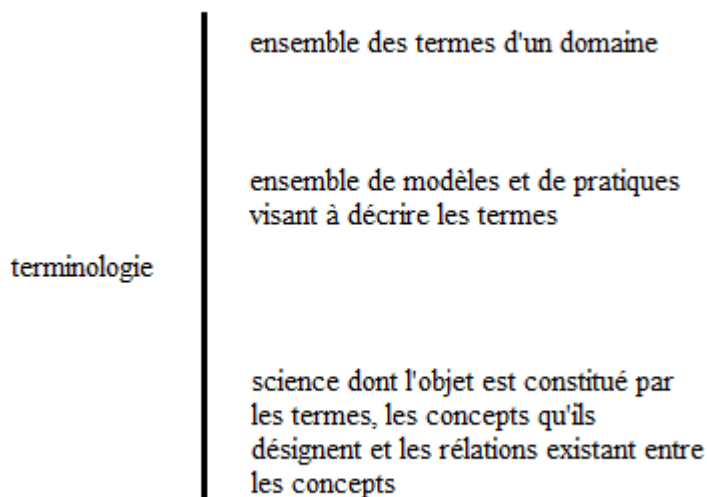 ensemble des termes d'un domaine
ensemble de modèles et de pratiques
visant à décrire les termes
terminologie
science dont l'objet est constitué par
les termes, les concepts qu'ils
désignent et les rélations existant entre
les concepts